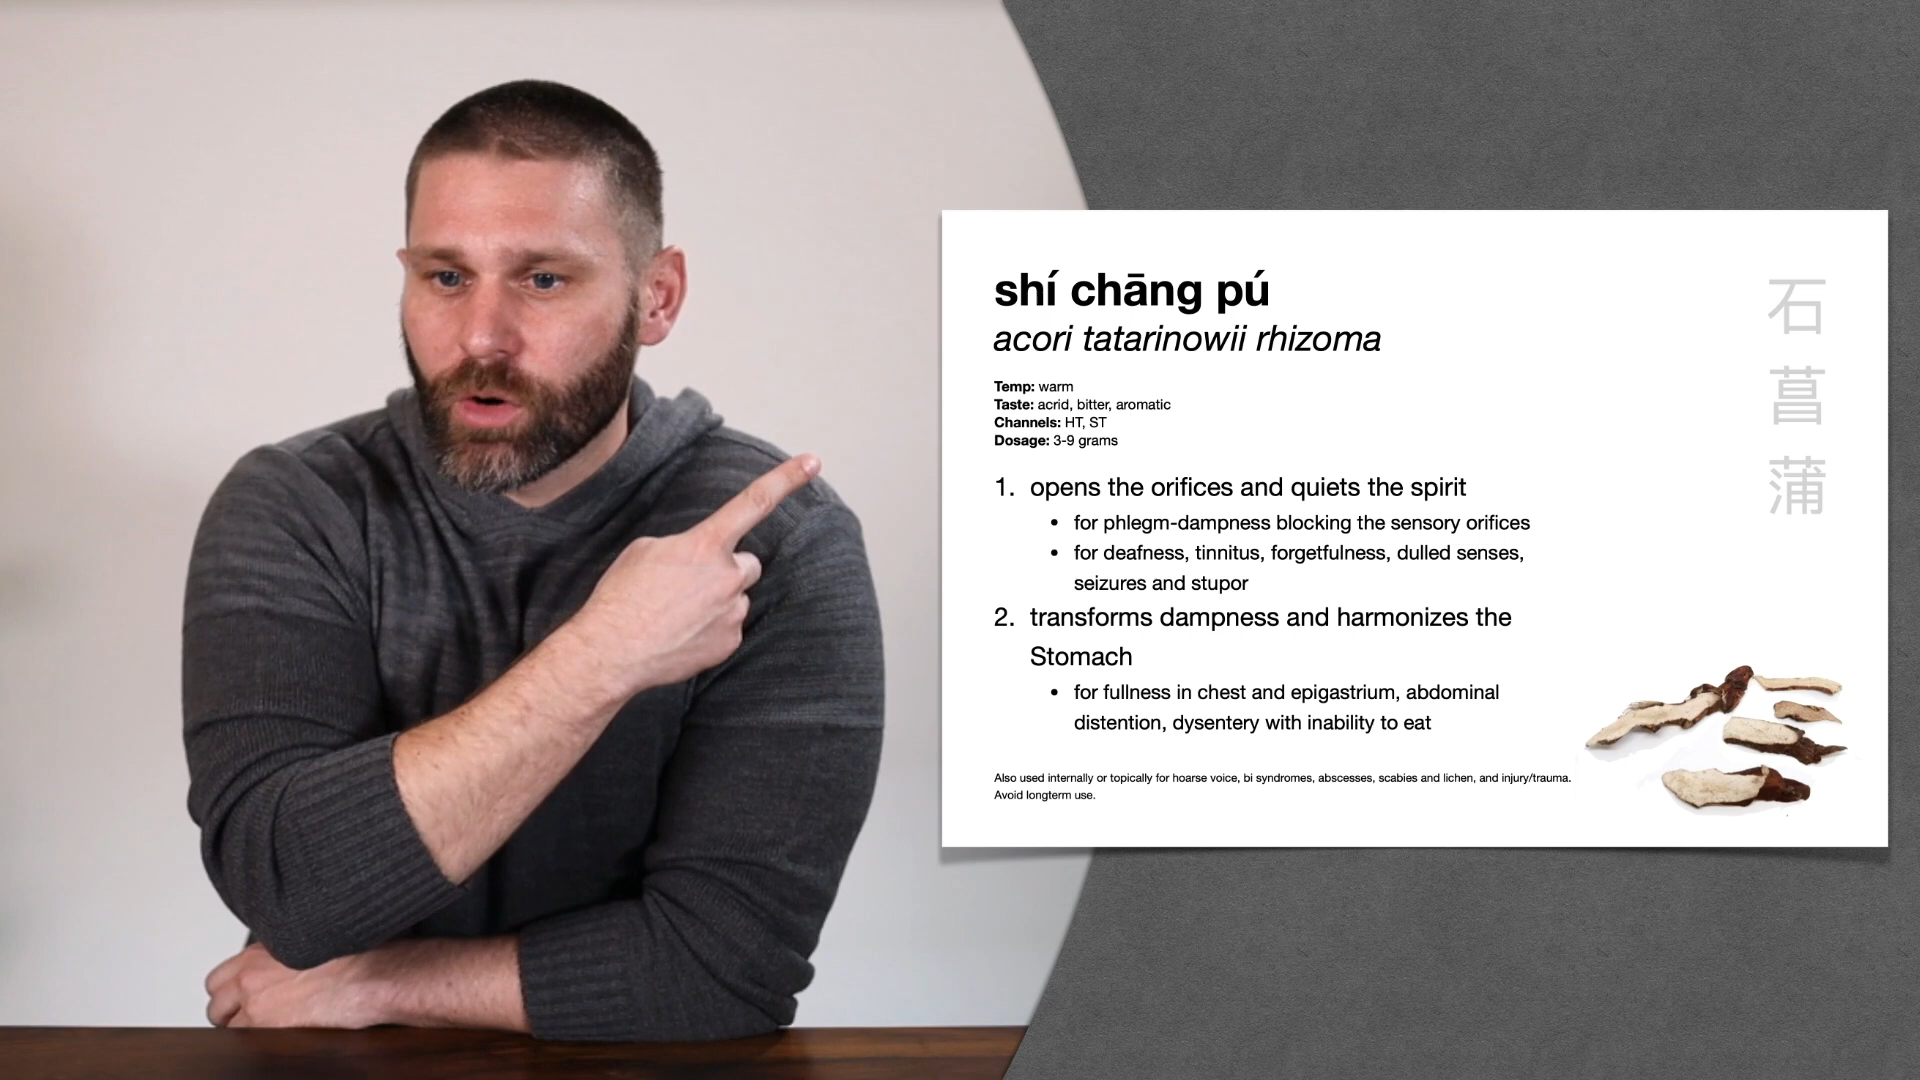 shí chāng pú
acori tatarinowii rhizoma
Temp: warm
Taste: acrid, bitter, aromatic
Channels: HT, ST
Dosage: 3-9 grams
1. opens the orifices and quiets the spirit
• for phlegm-dampness blocking the sensory orifices
• for deafness, tinnitus, forgetfulness, dulled senses,
seizures and stupor
2. transforms dampness and harmonizes the
Stomach
• for fullness in chest and epigastrium, abdominal
distention, dysentery with inability to eat
Also used internally or topically for hoarse voice, bi syndromes, abscesses, scabies and lichen, and injury/trauma.
Avoid longterm use.
石
菖
蒲